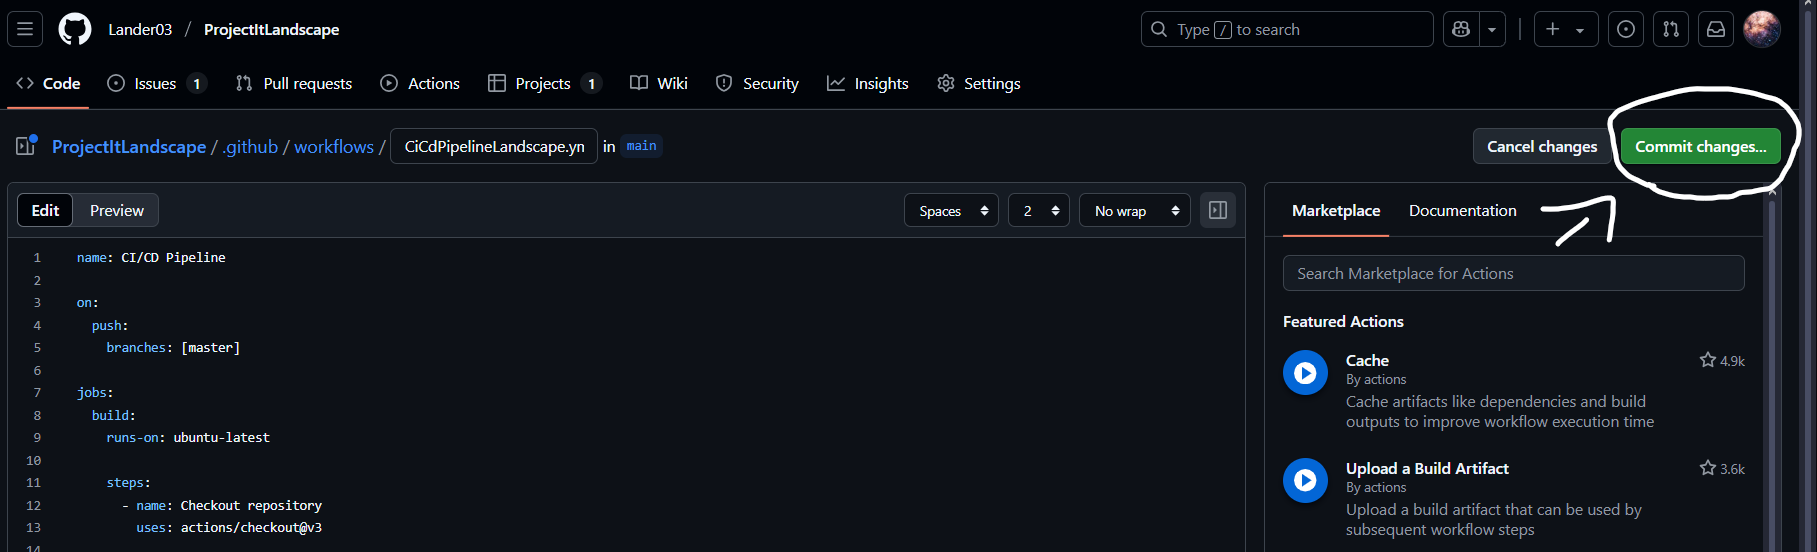 Lander03 / ProjectItLandscape
Type / to search
Code
Issues 1
Pull requests
Actions
Projects 1
Wiki
Security
Insights
Settings
ProjectItLandscape / .github / workflows / CiCdPipelineLandscape.yn in main
Cancel changes
Commit changes...
Edit
Preview
Spaces
2
No wrap
1 name: CI/CD Pipeline
2
3 on:
4 push:
5 branches: [master]
6
7 jobs:
8 build:
9 runs-on: ubuntu-latest
10
11 steps:
12 - name: Checkout repository
13 uses: actions/checkout@v3
14
Marketplace
Documentation
Search Marketplace for Actions
Featured Actions
Cache
4.9k
By actions
Cache artifacts like dependencies and build
outputs to improve workflow execution time
Upload a Build Artifact
3.6k
By actions
Upload a build artifact that can be used by
subsequent workflow steps